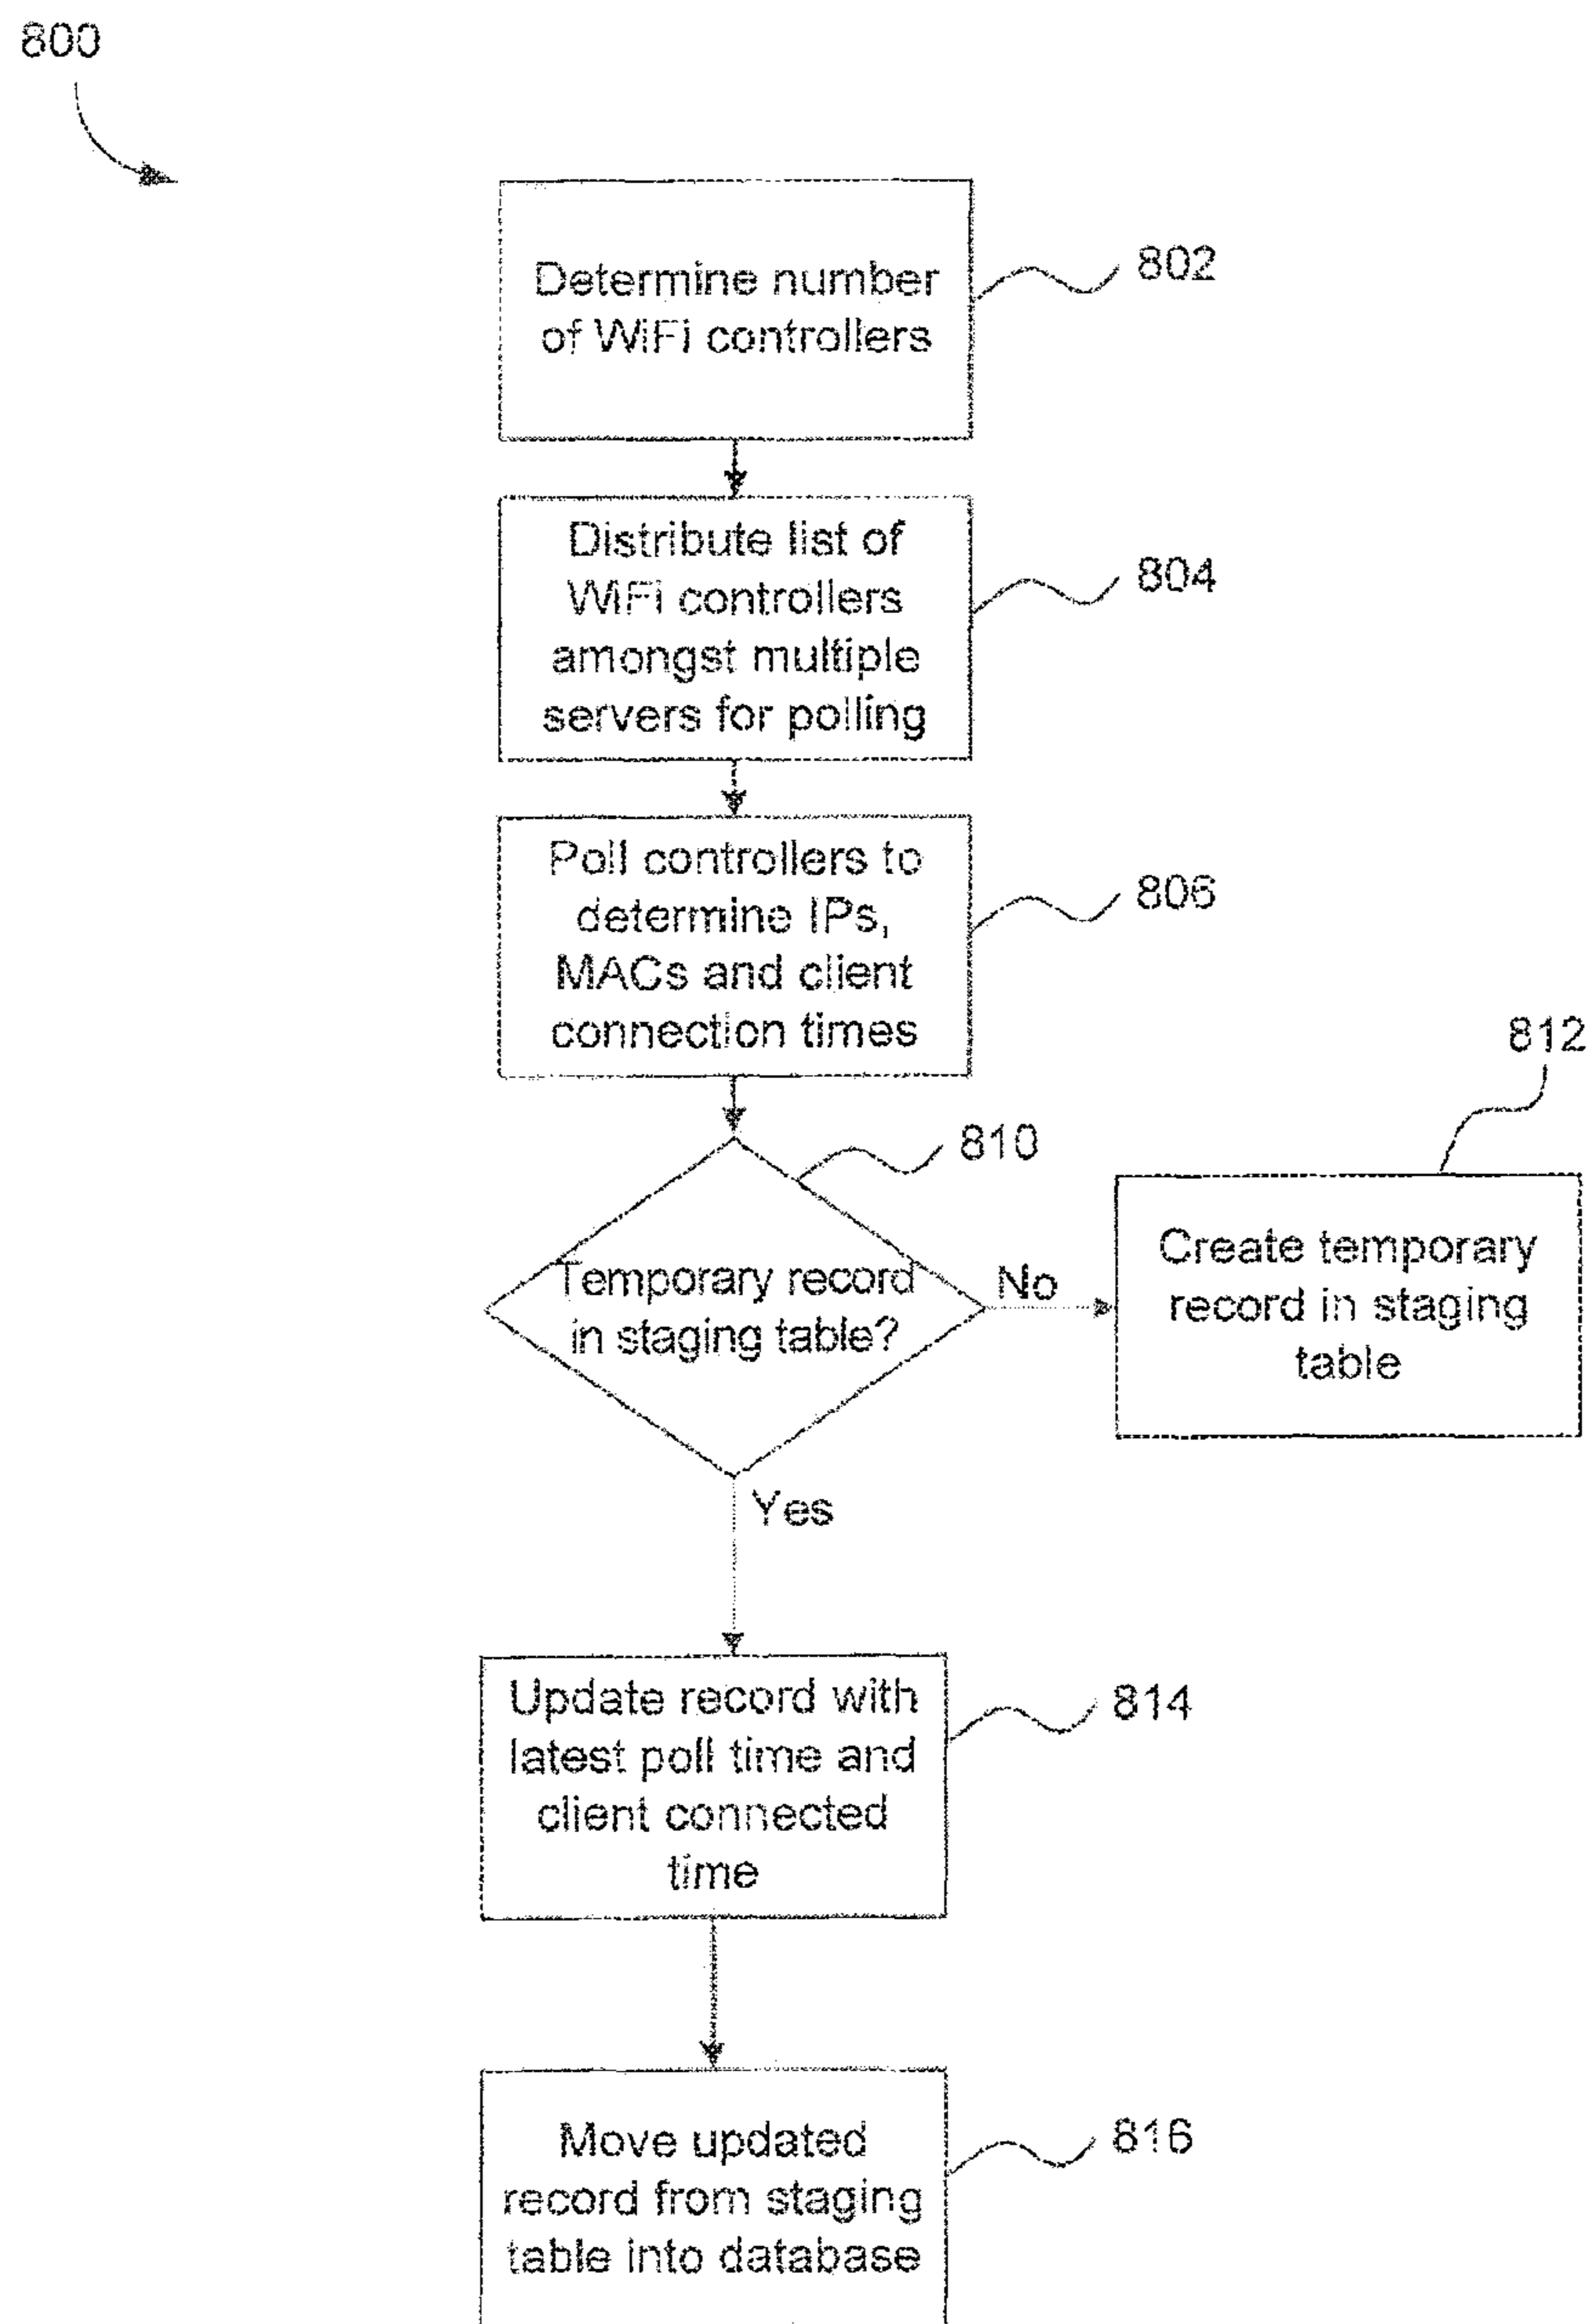 800
Determine number
of WiFi controllers
802
Distribute list of
WiFi controllers
amongst multiple
servers for polling
804
Poll controllers to
determine IPs,
MACs and client
connection times
806
812
810
Temporary record
in staging table?
No
Create temporary
record in staging
table
Yes
Update record with
latest poll time and
client connected
time
814
Move updated
record from staging
table into database
816